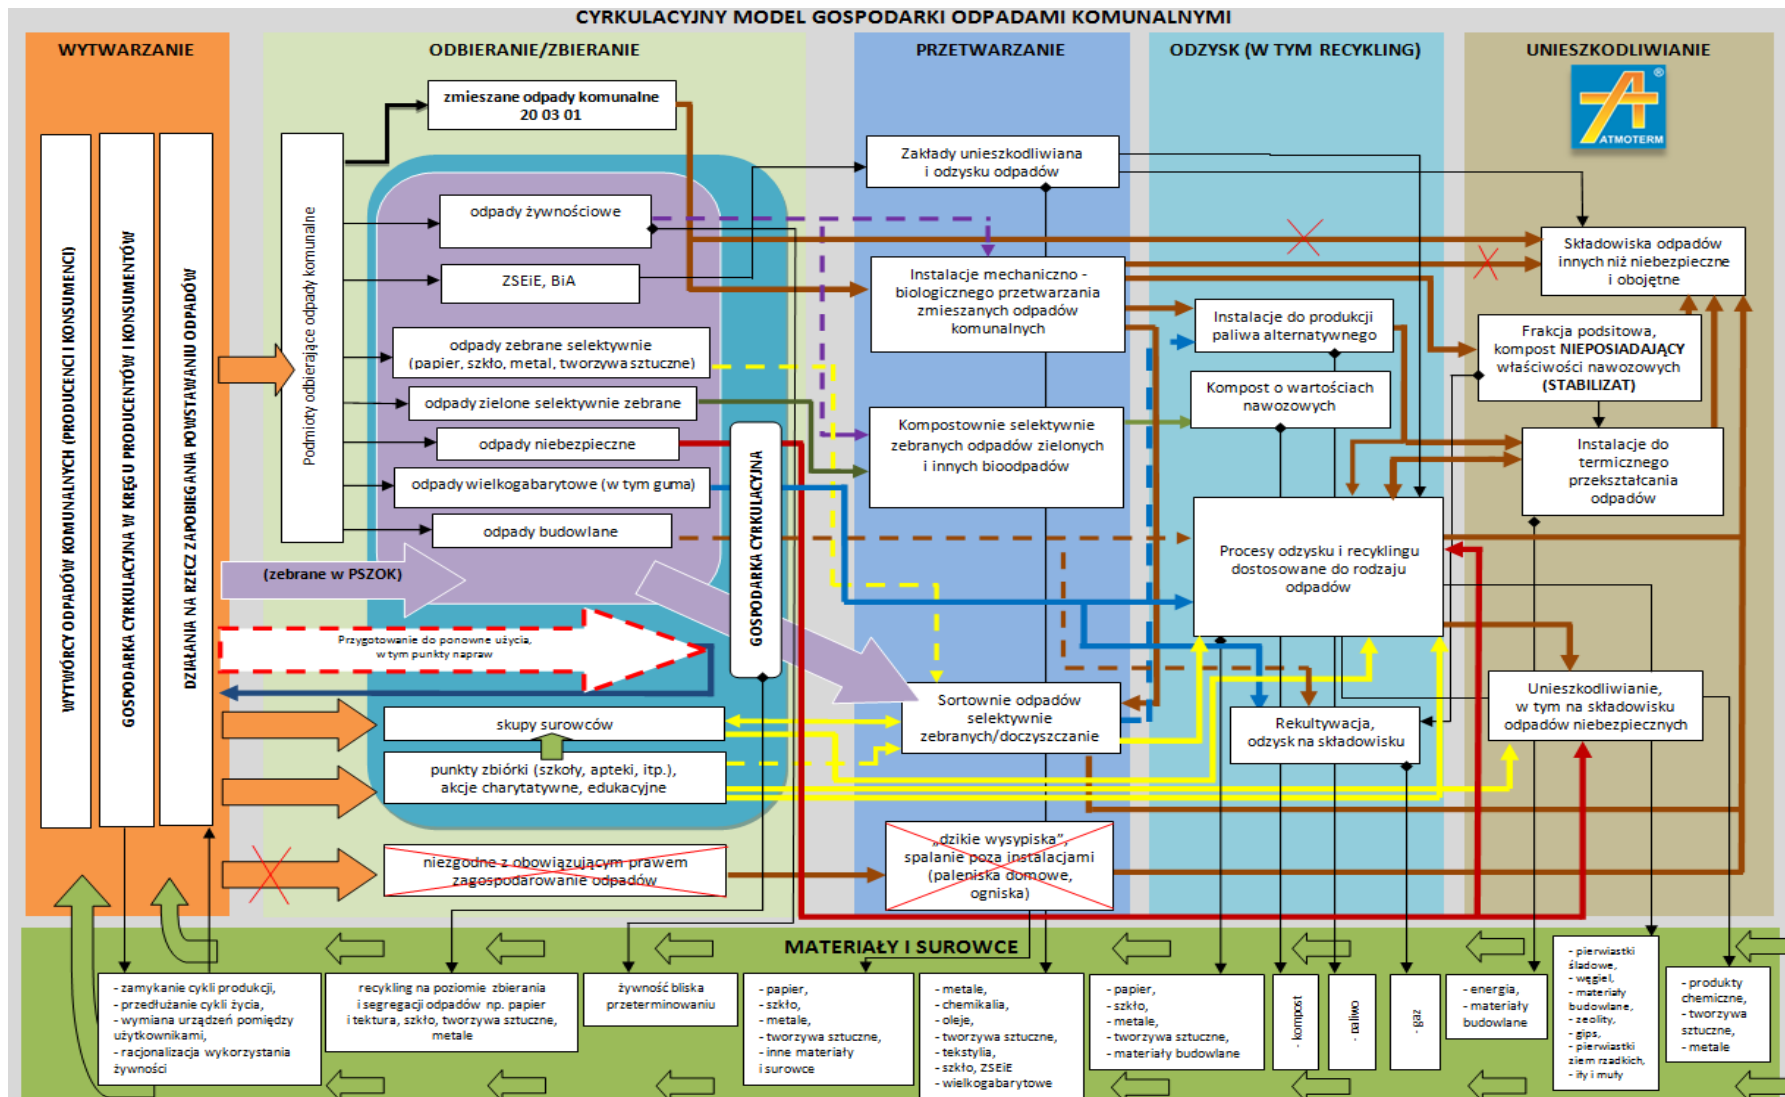 CYRKULACYJNY MODEL GOSPODARKI ODPADAMI KOMUNALNYMI
WYTWARZANIE
ODBIERANIE/ZBIERANIE
PRZETWARZANIE
ODZYSK (W TYM RECYKLING)
UNIESZKODLIWIANIE
ATMOTERM
®
WYTWÓRCY ODPADÓW KOMUNALNYCH (PRODUCENCI I KONSUMENCI)
GOSPODARKA CYRKULACYJNA W KRĘGU PRODUCENTÓW I KONSUMENTÓW
DZIAŁANIA NA RZECZ ZAPOBIEGANIA POWSTAWANIU ODPADÓW
Podmioty odbierające odpady komunalne
zmieszane odpady komunalne
20 03 01
odpady żywnościowe
ZSEiE, BiA
odpady zebrane selektywnie
(papier, szkło, metal, tworzywa sztuczne)
odpady zielone selektywnie zebrane
odpady niebezpieczne
odpady wielkogabarytowe (w tym guma)
odpady budowlane
(zebrane w PSZOK)
Przygotowanie do ponowne użycia,
w tym punkty napraw
GOSPODARKA CYRKULACYJNA
skupy surowców
punkty zbiórki (szkoły, apteki, itp.),
akcje charytatywne, edukacyjne
niezgodne z obowiązującym prawem
zagospodarowanie odpadów
Zakłady unieszkodliwiana
i odzysku odpadów
Instalacje mechaniczno -
biologicznego przetwarzania
zmieszanych odpadów
komunalnych
Kompostownie selektywnie
zebranych odpadów zielonych
i innych bioodpadów
Sortownie odpadów
selektywnie
zebranych/doczyszczanie
„dzikie wysypiska”,
spalanie poza instalacjami
(paleniska domowe,
ogniska)
Instalacje do produkcji
paliwa alternatywnego
Kompost o wartościach
nawozowych
Procesy odzysku i recyklingu
dostosowane do rodzaju
odpadów
Rekultywacja,
odzysk na składowisku
Składowiska odpadów
innych niż niebezpieczne
i obojętne
Frakcja podsitowa,
kompost NIEPOSIADAJĄCY
właściwości nawozowych
(STABILIZAT)
Instalacje do
termicznego
przekształcania
odpadów
Unieszkodliwianie,
w tym na składowisku
odpadów niebezpiecznych
MATERIAŁY I SUROWCE
- zamykanie cykli produkcji,
- przedłużanie cykli życia,
- wymiana urządzeń pomiędzy
użytkownikami,
- racjonalizacja wykorzystania
żywności
recykling na poziomie zbierania
i segregacji odpadów np. papier
i tektura, szkło, tworzywa sztuczne,
metale
żywność bliska
przeterminowaniu
- papier,
- szkło,
- metale,
- tworzywa sztuczne,
- inne materiały
i surowce
- metale,
- chemikalia,
- oleje,
- tworzywa sztuczne,
- tekstylia,
- szkło, ZSEiE
- wielkogabarytowe
- papier,
- szkło,
- metale,
- tworzywa sztuczne,
- materiały budowlane
- kompost
- paliwo
- gaz
- energia,
- materiały
budowlane
- pierwiastki
śladowe,
- węgiel,
- materiały
budowlane,
- zeolity,
- gips,
- pierwiastki
ziem rzadkich,
- iły i muły
- produkty
chemiczne,
- tworzywa
sztuczne,
- metale